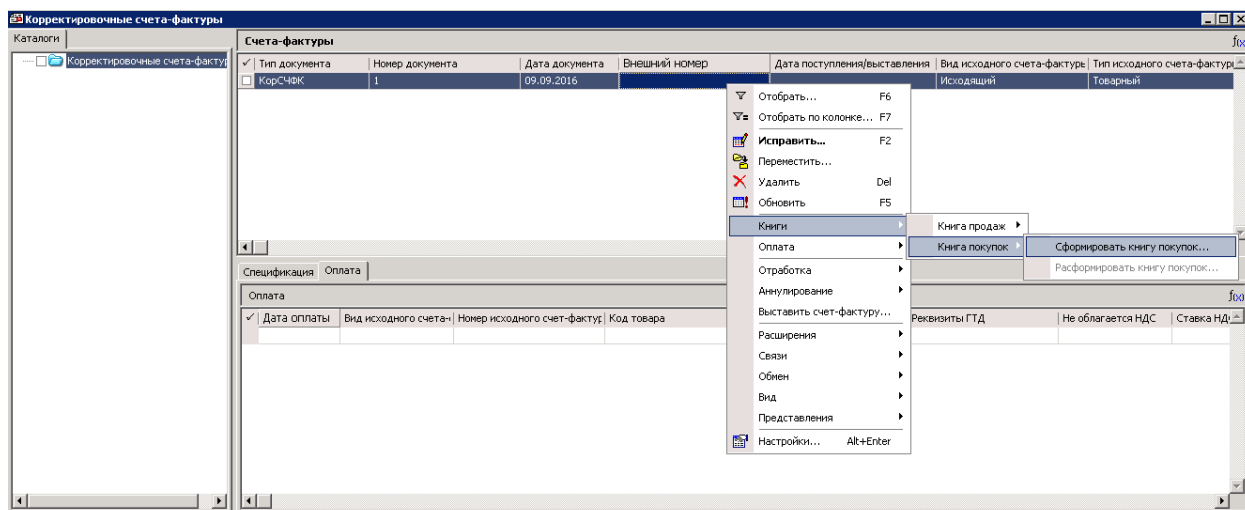 Корректировочные счета-фактуры
Каталоги
Корректировочные счета-фактур
Счета-фактуры
f(x)
Тип документа Номер документа Дата документа Внешний номер Дата поступления/выставления Вид исходного счета-фактуры Тип исходного счета-фактуры
КорСЧФК 1 09.09.2016 Исходящий Товарный
Отобрать... F6
Отобрать по колонке... F7
Исправить... F2
Переместить...
Удалить Del
Обновить F5
Книги
Книга продаж
Оплата
Книга покупок
Сформировать книгу покупок...
Расформировать книгу покупок...
Отработка
Аннулирование
Выставить счет-фактуру...
Расширения
Связи
Обмен
Вид
Представления
Настройки... Alt+Enter
Спецификация Оплата
Оплата
f(x)
Дата оплаты Вид исходного счета- Номер исходного счет-фактур Код товара Реквизиты ГТД Не облагается НДС Ставка НД